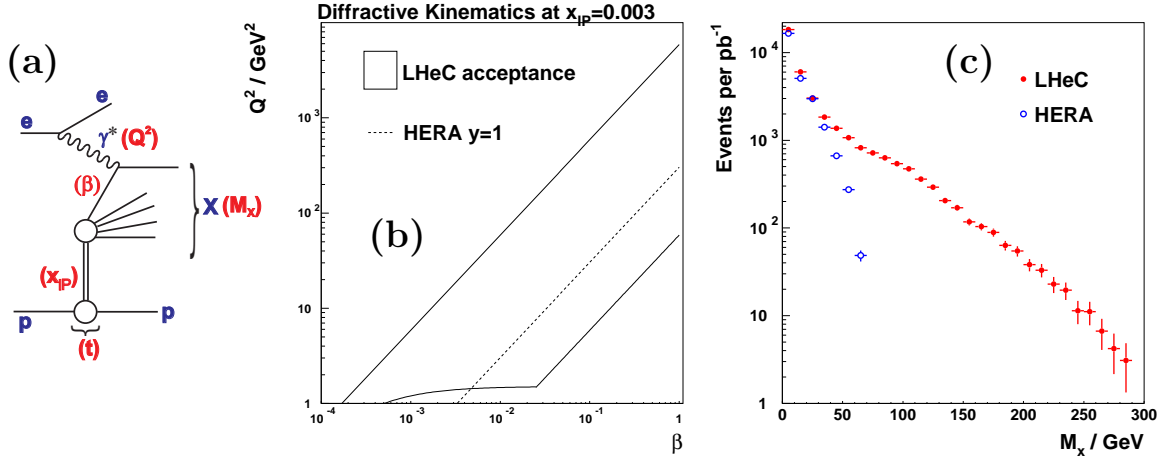 (a)
e
e
γ* (Q²)
(β)
X (Mₓ)
(x_IP)
p
p
(t)
Diffractive Kinematics at x_IP=0.003
Q² / GeV²
LHeC acceptance
HERA y=1
(b)
10³
10²
10
1
10⁻⁴
10⁻³
10⁻²
10⁻¹
1
β
Events per pb⁻¹
(c)
LHeC
HERA
10⁴
10³
10²
10
1
0
50
100
150
200
250
300
Mₓ / GeV